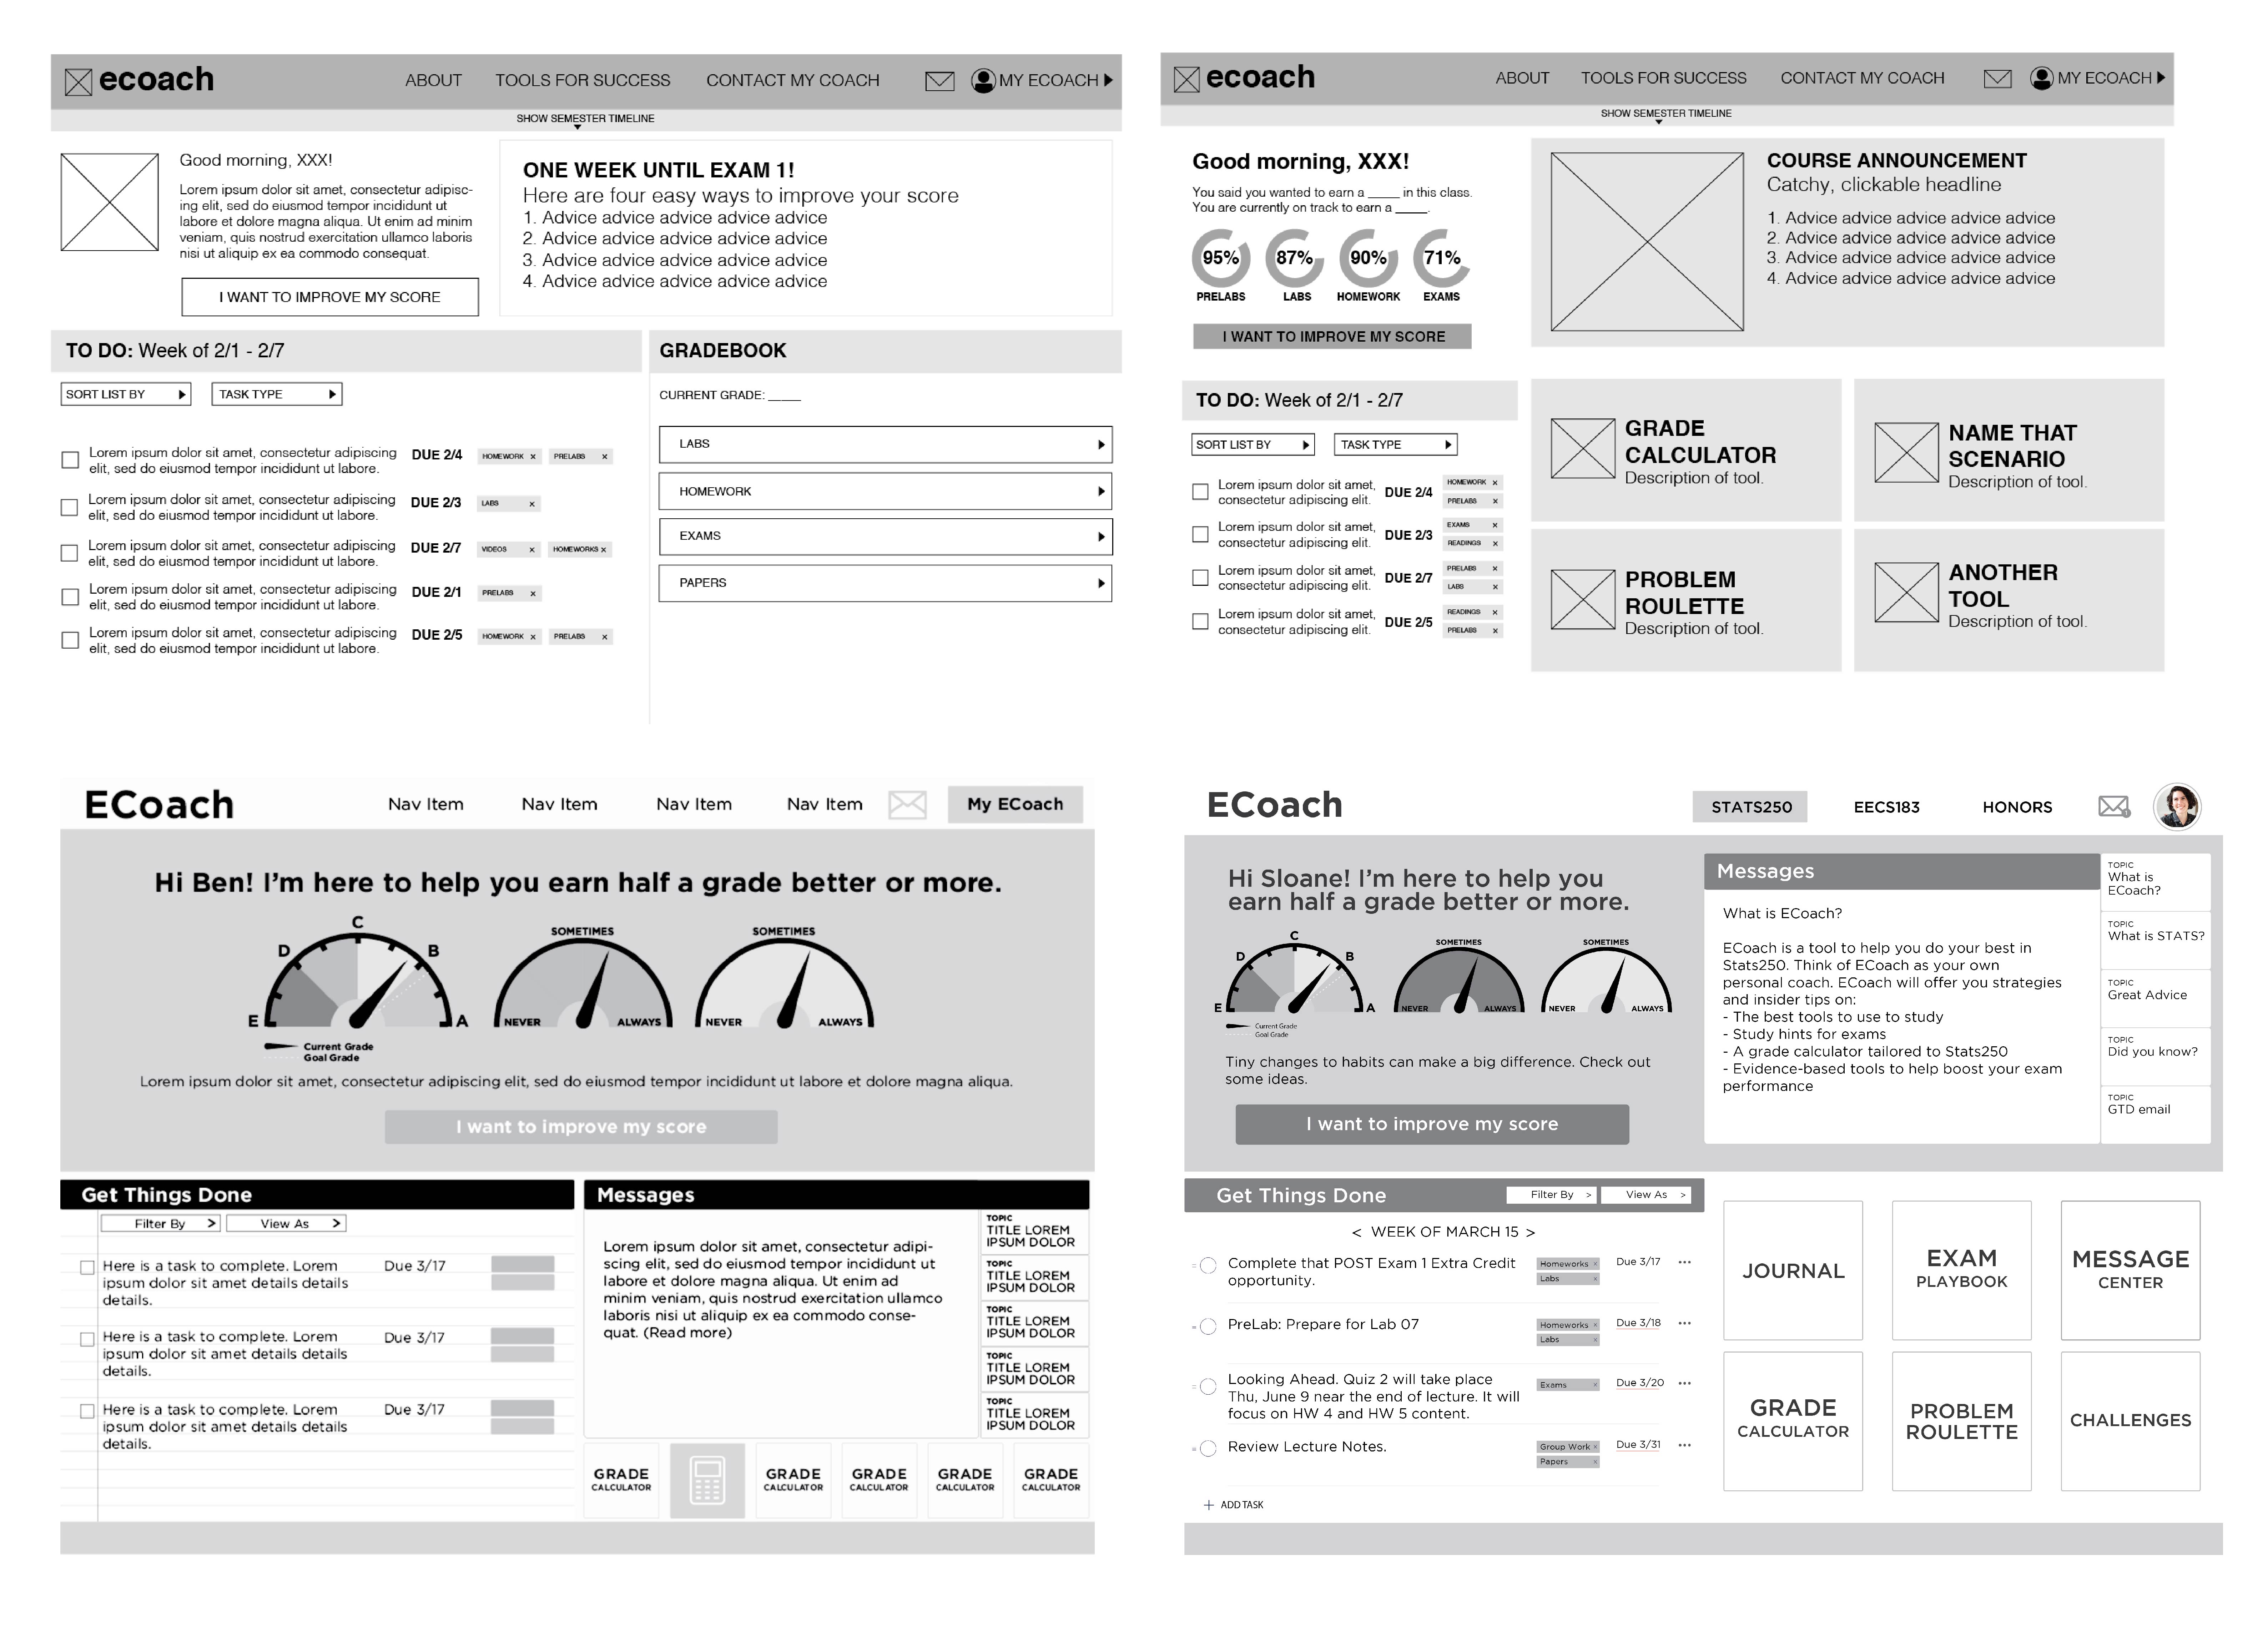 ecoach
ABOUT
TOOLS FOR SUCCESS
CONTACT MY COACH
MY ECOACH
SHOW SEMESTER TIMELINE
Good morning, XXX!
Lorem ipsum dolor sit amet, consectetur adipisc-
ing elit, sed do eiusmod tempor incididunt ut
labore et dolore magna aliqua. Ut enim ad minim
veniam, quis nostrud exercitation ullamco laboris
nisi ut aliquip ex ea commodo consequat.
I WANT TO IMPROVE MY SCORE
ONE WEEK UNTIL EXAM 1!
Here are four easy ways to improve your score
1. Advice advice advice advice advice
2. Advice advice advice advice advice
3. Advice advice advice advice advice
4. Advice advice advice advice advice
TO DO: Week of 2/1 - 2/7
SORT LIST BY
TASK TYPE
Lorem ipsum dolor sit amet, consectetur adipiscing
elit, sed do eiusmod tempor incididunt ut labore.
DUE 2/4
HOMEWORK x
PRELABS x
Lorem ipsum dolor sit amet, consectetur adipiscing
elit, sed do eiusmod tempor incididunt ut labore.
DUE 2/3
LABS x
Lorem ipsum dolor sit amet, consectetur adipiscing
elit, sed do eiusmod tempor incididunt ut labore.
DUE 2/7
VIDEOS x
HOMEWORKS x
Lorem ipsum dolor sit amet, consectetur adipiscing
elit, sed do eiusmod tempor incididunt ut labore.
DUE 2/1
PRELABS x
Lorem ipsum dolor sit amet, consectetur adipiscing
elit, sed do eiusmod tempor incididunt ut labore.
DUE 2/5
HOMEWORK x
PRELABS x
GRADEBOOK
CURRENT GRADE: _____
LABS
HOMEWORK
EXAMS
PAPERS
ecoach
ABOUT
TOOLS FOR SUCCESS
CONTACT MY COACH
MY ECOACH
SHOW SEMESTER TIMELINE
Good morning, XXX!
You said you wanted to earn a _____ in this class.
You are currently on track to earn a _____.
95%
87%
90%
71%
PRELABS
LABS
HOMEWORK
EXAMS
I WANT TO IMPROVE MY SCORE
COURSE ANNOUNCEMENT
Catchy, clickable headline
1. Advice advice advice advice advice
2. Advice advice advice advice advice
3. Advice advice advice advice advice
4. Advice advice advice advice advice
TO DO: Week of 2/1 - 2/7
SORT LIST BY
TASK TYPE
Lorem ipsum dolor sit amet,
consectetur adipiscing elit.
DUE 2/4
HOMEWORK x
PRELABS x
Lorem ipsum dolor sit amet,
consectetur adipiscing elit.
DUE 2/3
EXAMS x
READINGS x
Lorem ipsum dolor sit amet,
consectetur adipiscing elit.
DUE 2/7
PRELABS x
LABS x
Lorem ipsum dolor sit amet,
consectetur adipiscing elit.
DUE 2/5
READINGS x
PRELABS x
GRADE
CALCULATOR
Description of tool.
NAME THAT
SCENARIO
Description of tool.
PROBLEM
ROULETTE
Description of tool.
ANOTHER
TOOL
Description of tool.
ECoach
Nav Item
Nav Item
Nav Item
Nav Item
My ECoach
Hi Ben! I'm here to help you earn half a grade better or more.
E
D
C
B
A
Current Grade
Goal Grade
SOMETIMES
NEVER
ALWAYS
SOMETIMES
NEVER
ALWAYS
Lorem ipsum dolor sit amet, consectetur adipiscing elit, sed do eiusmod tempor incididunt ut labore et dolore magna aliqua.
I want to improve my score
Get Things Done
Filter By >
View As >
Here is a task to complete. Lorem
ipsum dolor sit amet details details
details.
Due 3/17
Here is a task to complete. Lorem
ipsum dolor sit amet details details
details.
Due 3/17
Here is a task to complete. Lorem
ipsum dolor sit amet details details
details.
Due 3/17
Messages
Lorem ipsum dolor sit amet, consectetur adipi-
scing elit, sed do eiusmod tempor incididunt ut
labore et dolore magna aliqua. Ut enim ad
minim veniam, quis nostrud exercitation ullamco
laboris nisi ut aliquip ex ea commodo conse-
quat. (Read more)
TOPIC
TITLE LOREM
IPSUM DOLOR
TOPIC
TITLE LOREM
IPSUM DOLOR
TOPIC
TITLE LOREM
IPSUM DOLOR
TOPIC
TITLE LOREM
IPSUM DOLOR
TOPIC
TITLE LOREM
IPSUM DOLOR
GRADE
CALCULATOR
GRADE
CALCULATOR
GRADE
CALCULATOR
GRADE
CALCULATOR
GRADE
CALCULATOR
ECoach
STATS250
EECS183
HONORS
Hi Sloane! I'm here to help you
earn half a grade better or more.
E
D
C
B
A
Current Grade
Goal Grade
SOMETIMES
NEVER
ALWAYS
SOMETIMES
NEVER
ALWAYS
Tiny changes to habits can make a big difference. Check out
some ideas.
I want to improve my score
Messages
What is ECoach?
ECoach is a tool to help you do your best in
Stats250. Think of ECoach as your own
personal coach. ECoach will offer you strategies
and insider tips on:
- The best tools to use to study
- Study hints for exams
- A grade calculator tailored to Stats250
- Evidence-based tools to help boost your exam
performance
TOPIC
What is
ECoach?
TOPIC
What is STATS?
TOPIC
Great Advice
TOPIC
Did you know?
TOPIC
GTD email
Get Things Done
Filter By >
View As >
< WEEK OF MARCH 15 >
Complete that POST Exam 1 Extra Credit
opportunity.
Homeworks x
Labs x
Due 3/17
PreLab: Prepare for Lab 07
Homeworks x
Labs x
Due 3/18
Looking Ahead. Quiz 2 will take place
Thu, June 9 near the end of lecture. It will
focus on HW 4 and HW 5 content.
Exams x
Due 3/20
Review Lecture Notes.
Group Work x
Papers x
Due 3/31
+ ADD TASK
JOURNAL
EXAM
PLAYBOOK
MESSAGE
CENTER
GRADE
CALCULATOR
PROBLEM
ROULETTE
CHALLENGES